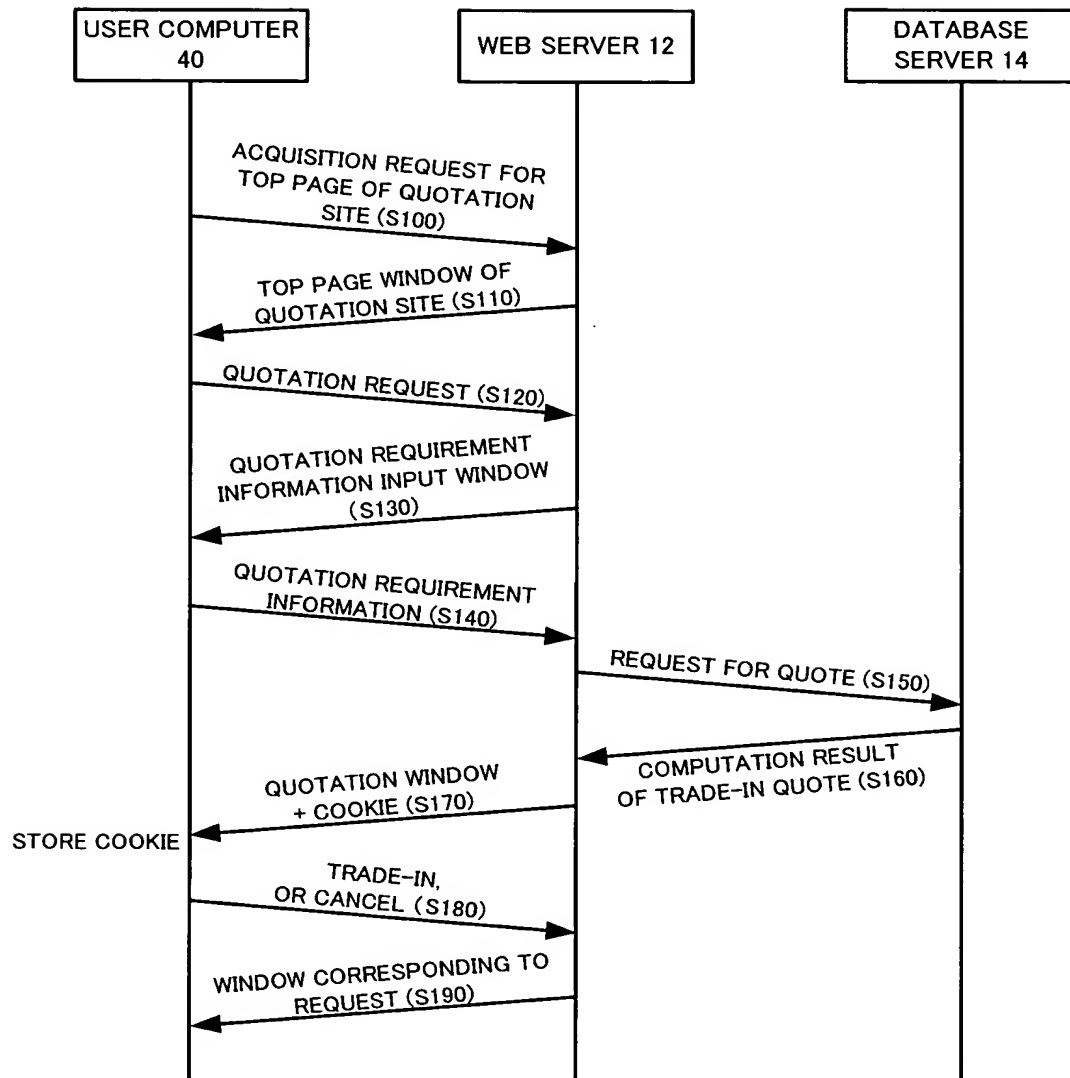 USER COMPUTER
40
WEB SERVER 12
DATABASE
SERVER 14
ACQUISITION REQUEST FOR
TOP PAGE OF QUOTATION
SITE (S100)
TOP PAGE WINDOW OF
QUOTATION SITE (S110)
QUOTATION REQUEST (S120)
QUOTATION REQUIREMENT
INFORMATION INPUT WINDOW
(S130)
QUOTATION REQUIREMENT
INFORMATION (S140)
REQUEST FOR QUOTE (S150)
COMPUTATION RESULT
OF TRADE-IN QUOTE (S160)
QUOTATION WINDOW
+ COOKIE (S170)
STORE COOKIE
TRADE-IN,
OR CANCEL (S180)
WINDOW CORRESPONDING TO
REQUEST (S190)